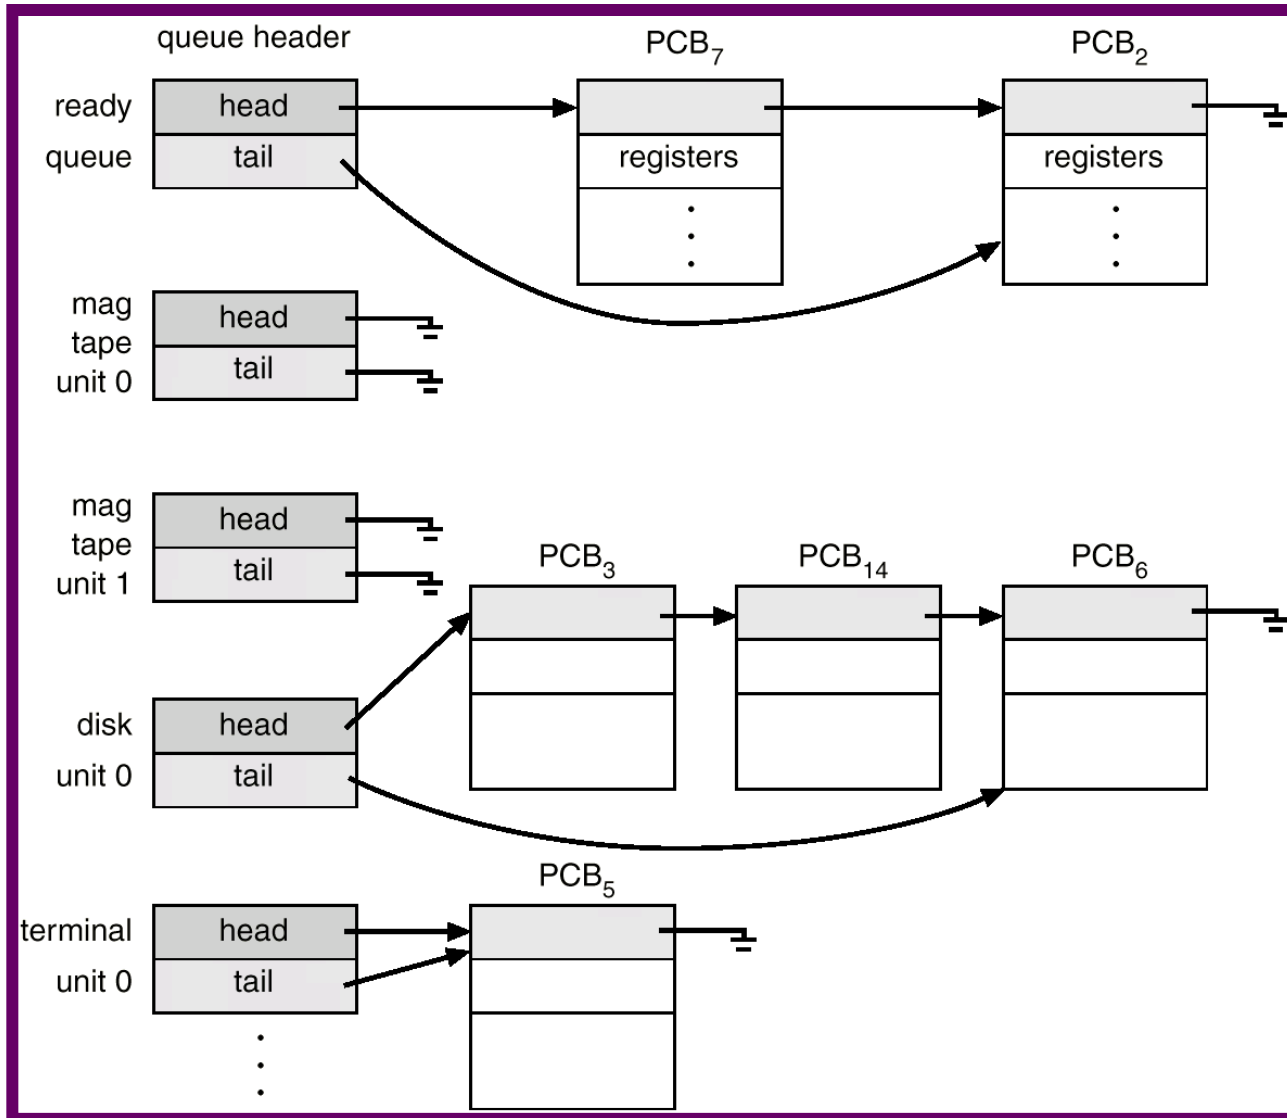 queue header
PCB7
PCB2
ready
head
queue
tail
registers
registers
mag
tape
unit 0
head
tail
mag
tape
unit 1
head
tail
PCB3
PCB14
PCB6
disk
head
unit 0
tail
PCB5
terminal
head
unit 0
tail